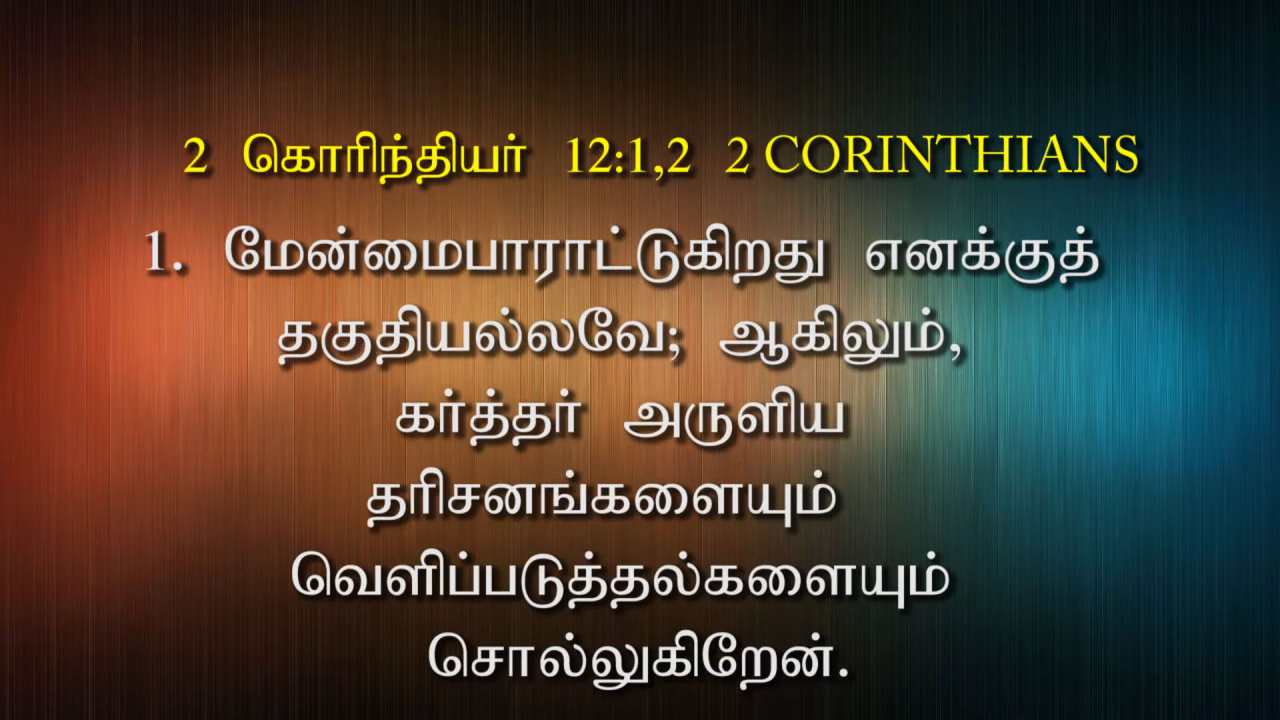 2 கொரிந்தியர் 12:1,2 2 CORINTHIANS
1. மேன்மைபாராட்டுகிறது எனக்குத்
தகுதியல்லவே; ஆகிலும்,
கர்த்தர் அருளிய
தரிசனங்களையும்
வெளிப்படுத்தல்களையும்
சொல்லுகிறேன்.